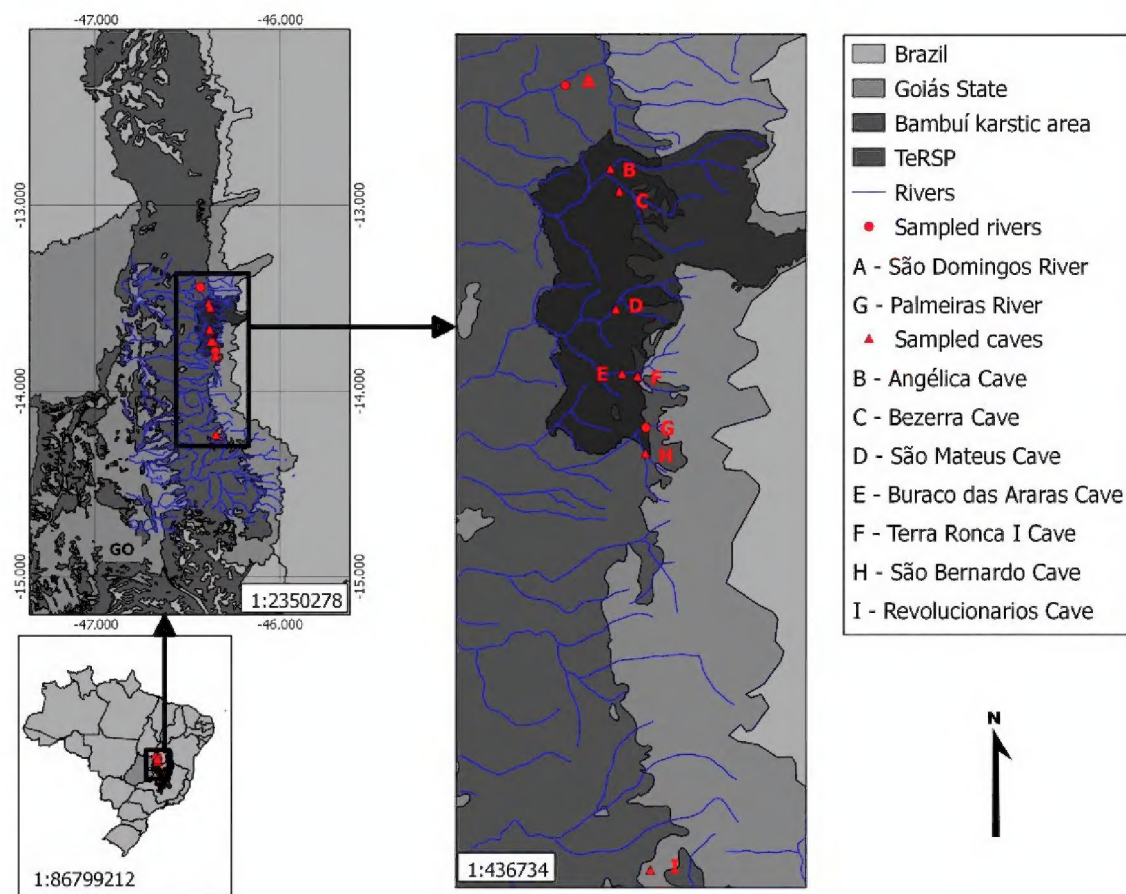 -47.000
-46.000
-13.000
-13.000
-14.000
-14.000
-15.000
-15.000
GO
1:2350278
-47.000
-46.000
1:86799212
B
C
D
E
F
G
H
I
1:436734
Brazil
Goiás State
Bambuí karstic area
TeRSP
Rivers
Sampled rivers
A - São Domingos River
G - Palmeiras River
Sampled caves
B - Angélica Cave
C - Bezerra Cave
D - São Mateus Cave
E - Buraco das Araras Cave
F - Terra Ronca I Cave
H - São Bernardo Cave
I - Revolucionarios Cave
N